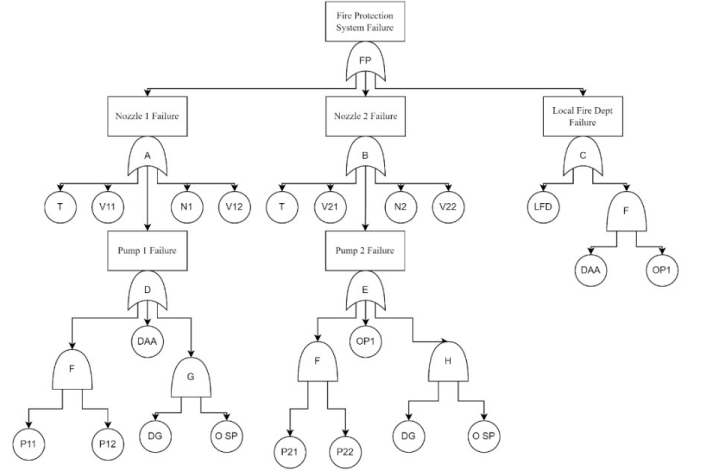 Fire Protection
System Failure
FP
Nozzle 1 Failure
Nozzle 2 Failure
Local Fire Dept
Failure
A
B
C
T
V11
N1
V12
T
V21
N2
V22
LFD
F
Pump 1 Failure
Pump 2 Failure
DAA
OP1
D
E
DAA
OP1
F
G
F
H
P11
P12
DG
O SP
P21
P22
DG
O SP